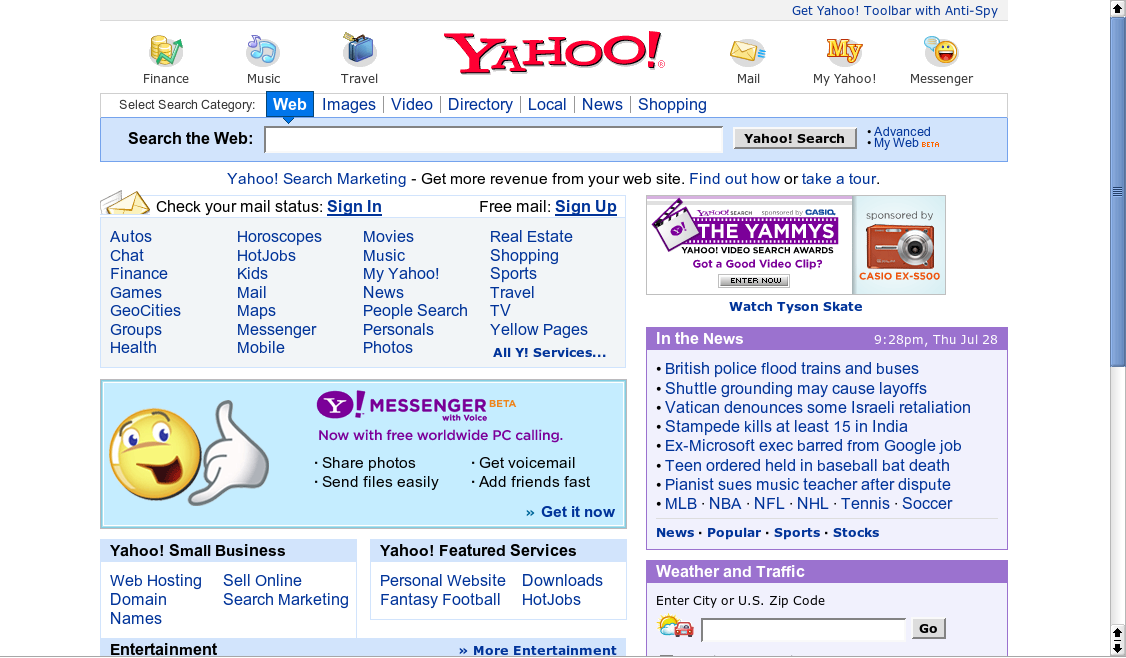 Get Yahoo! Toolbar with Anti-Spy
YAHOO! ®
My
Finance Music Travel Mail My Yahoo! Messenger
Select Search Category: Web Images Video Directory Local News Shopping
Search the Web: Yahoo! Search • Advanced
• My Web BETA
Yahoo! Search Marketing - Get more revenue from your web site. Find out how or take a tour.
Check your mail status: Sign In Free mail: Sign Up
Autos Horoscopes Movies Real Estate
Chat HotJobs Music Shopping
Finance Kids My Yahoo! Sports
Games Mail News Travel
GeoCities Maps People Search TV
Groups Messenger Personals Yellow Pages
Health Mobile Photos All Y! Services...
Y! MESSENGER BETA
with Voice
Now with free worldwide PC calling.
· Share photos · Get voicemail
· Send files easily · Add friends fast
» Get it now
Yahoo! Small Business
Web Hosting Sell Online
Domain Search Marketing
Names
Yahoo! Featured Services
Personal Website Downloads
Fantasy Football HotJobs
Entertainment » More Entertainment
Y!
YAHOO! SEARCH sponsored by CASIO.
THE YAMMYS
YAHOO! VIDEO SEARCH AWARDS
Got a Good Video Clip?
ENTER NOW
sponsored by
CASIO EX-S500
Watch Tyson Skate
In the News 9:28pm, Thu Jul 28
• British police flood trains and buses
• Shuttle grounding may cause layoffs
• Vatican denounces some Israeli retaliation
• Stampede kills at least 15 in India
• Ex-Microsoft exec barred from Google job
• Teen ordered held in baseball bat death
• Pianist sues music teacher after dispute
• MLB · NBA · NFL · NHL · Tennis · Soccer
News · Popular · Sports · Stocks
Weather and Traffic
Enter City or U.S. Zip Code
Go